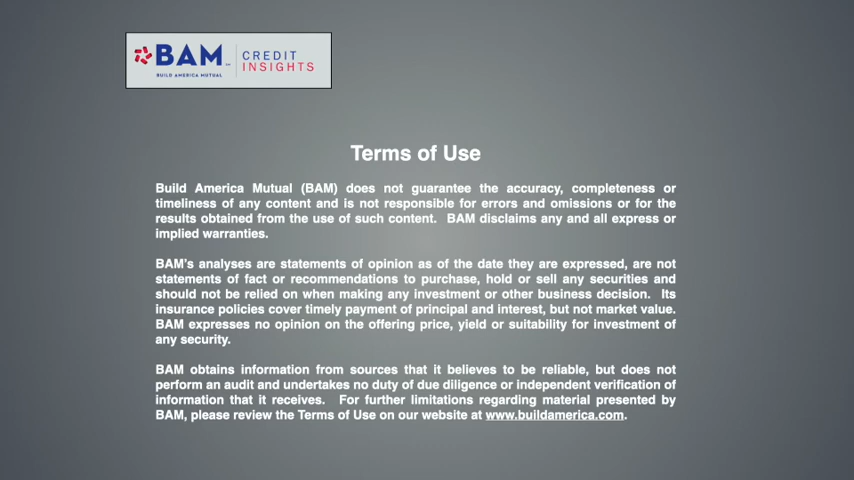 BAM
BUILD AMERICA MUTUAL
CREDIT
INSIGHTS
Terms of Use
Build America Mutual (BAM) does not guarantee the accuracy, completeness or
timeliness of any content and is not responsible for errors and omissions or for the
results obtained from the use of such content. BAM disclaims any and all express or
implied warranties.
BAM's analyses are statements of opinion as of the date they are expressed, are not
statements of fact or recommendations to purchase, hold or sell any securities and
should not be relied on when making any investment or other business decision. Its
insurance policies cover timely payment of principal and interest, but not market value.
BAM expresses no opinion on the offering price, yield or suitability for investment of
any security.
BAM obtains information from sources that it believes to be reliable, but does not
perform an audit and undertakes no duty of due diligence or independent verification of
information that it receives. For further limitations regarding material presented by
BAM, please review the Terms of Use on our website at www.buildamerica.com.